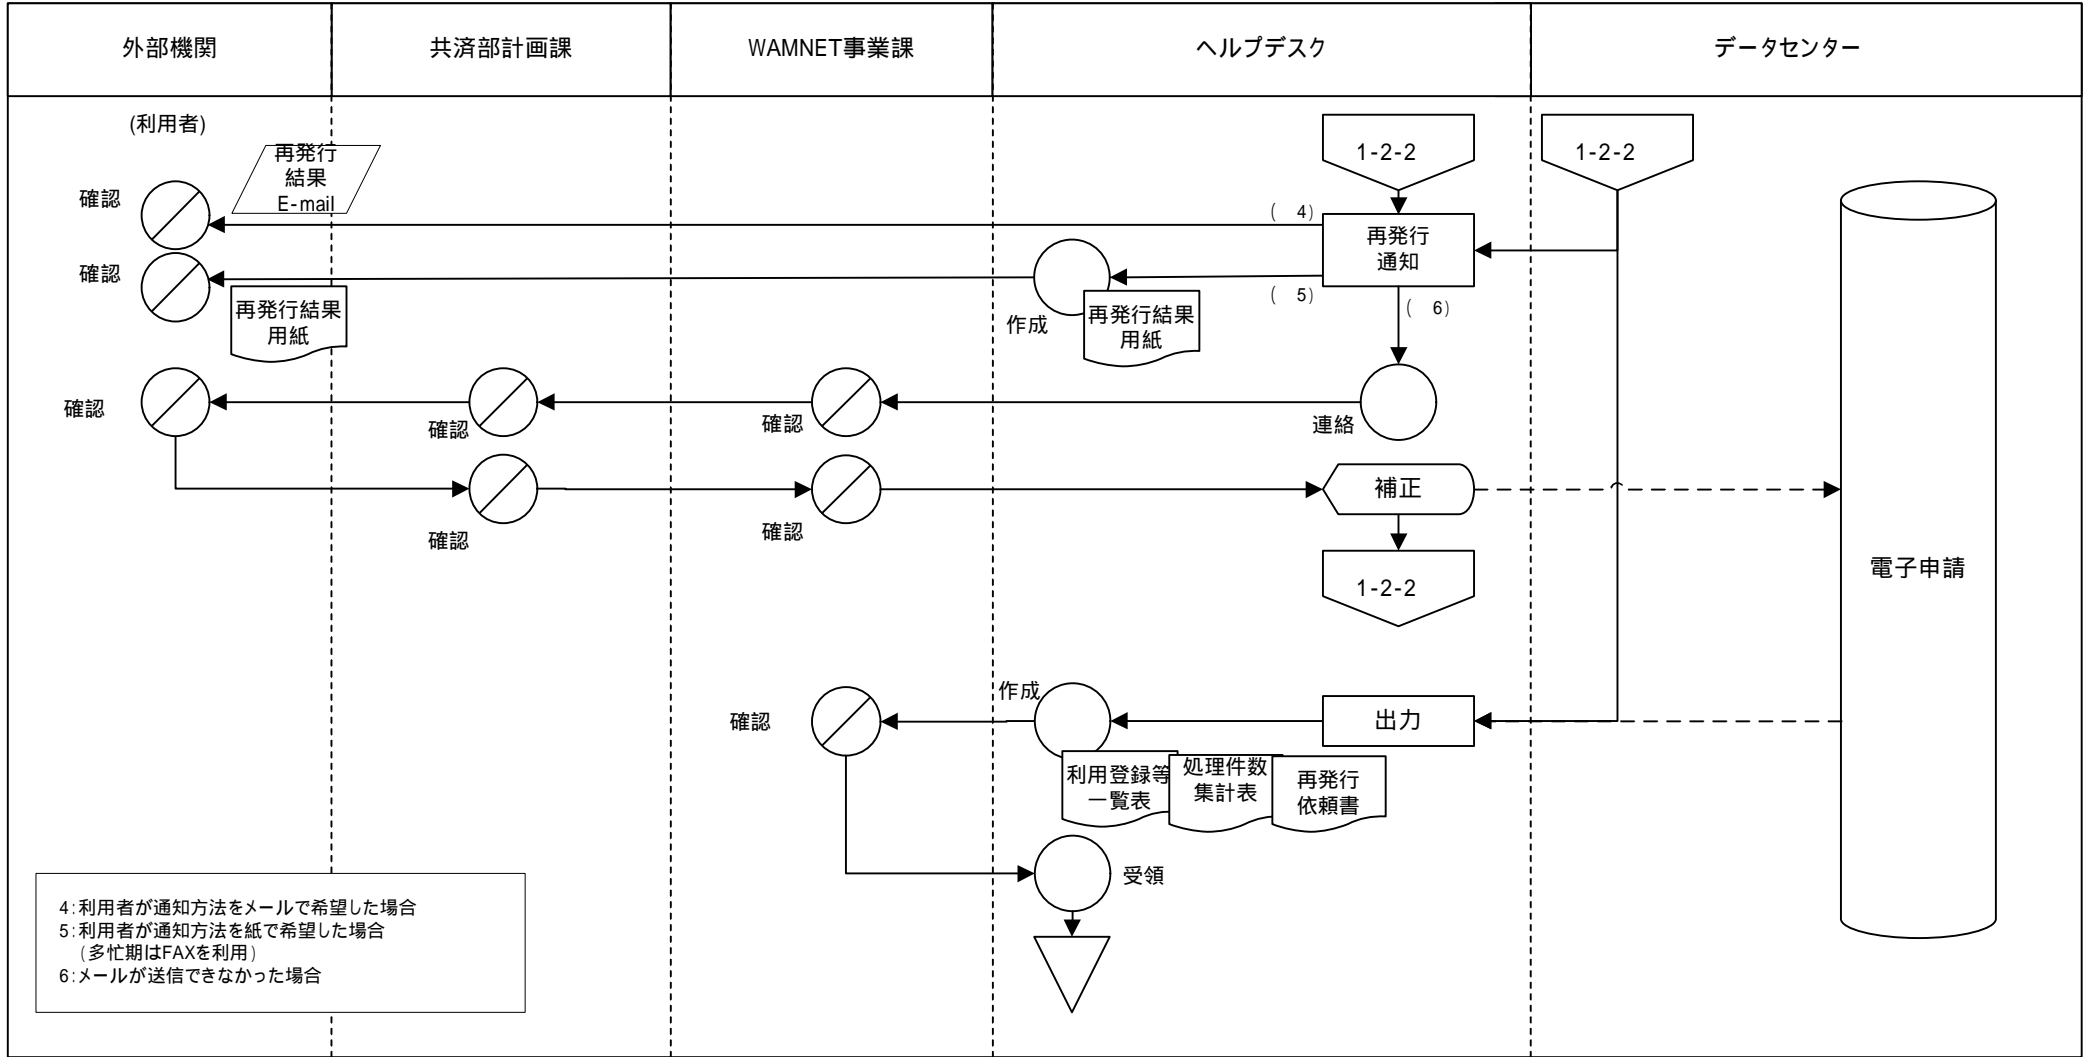 外部機関
共済部計画課
WAMNET事業課
ヘルプデスク
データセンター
(利用者)
再発行
結果
E-mail
確認
1-2-2
1-2-2
( 4)
再発行
通知
確認
( 5)
( 6)
再発行結果
用紙
作成
再発行結果
用紙
確認
確認
確認
連絡
補正
確認
確認
1-2-2
電子申請
作成
確認
出力
利用登録等
一覧表
処理件数
集計表
再発行
依頼書
受領
4:利用者が通知方法をメールで希望した場合
5:利用者が通知方法を紙で希望した場合
(多忙期はFAXを利用)
6:メールが送信できなかった場合